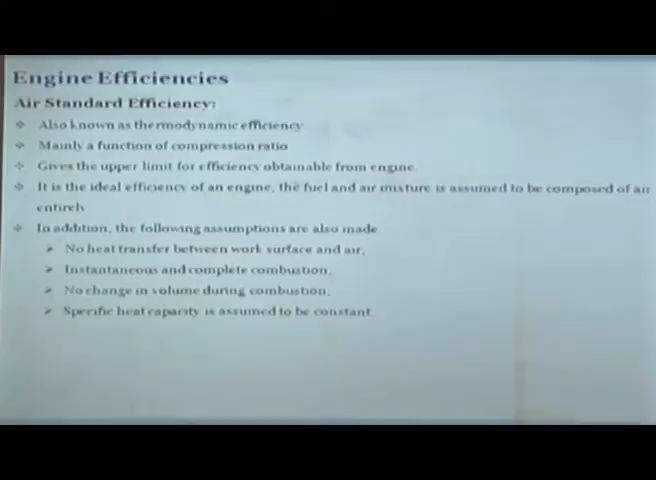 Engine Efficiencies
Air Standard Efficiency:
Also known as thermodynamic efficiency
Mainly a function of compression ratio
Gives the upper limit for efficiency obtainable from engine
It is the ideal efficiency of an engine, the fuel and air mixture is assumed to be composed of air
entirely
In addition, the following assumptions are also made
No heat transfer between work surface and air,
Instantaneous and complete combustion,
No change in volume during combustion,
Specific heat capacity is assumed to be constant.